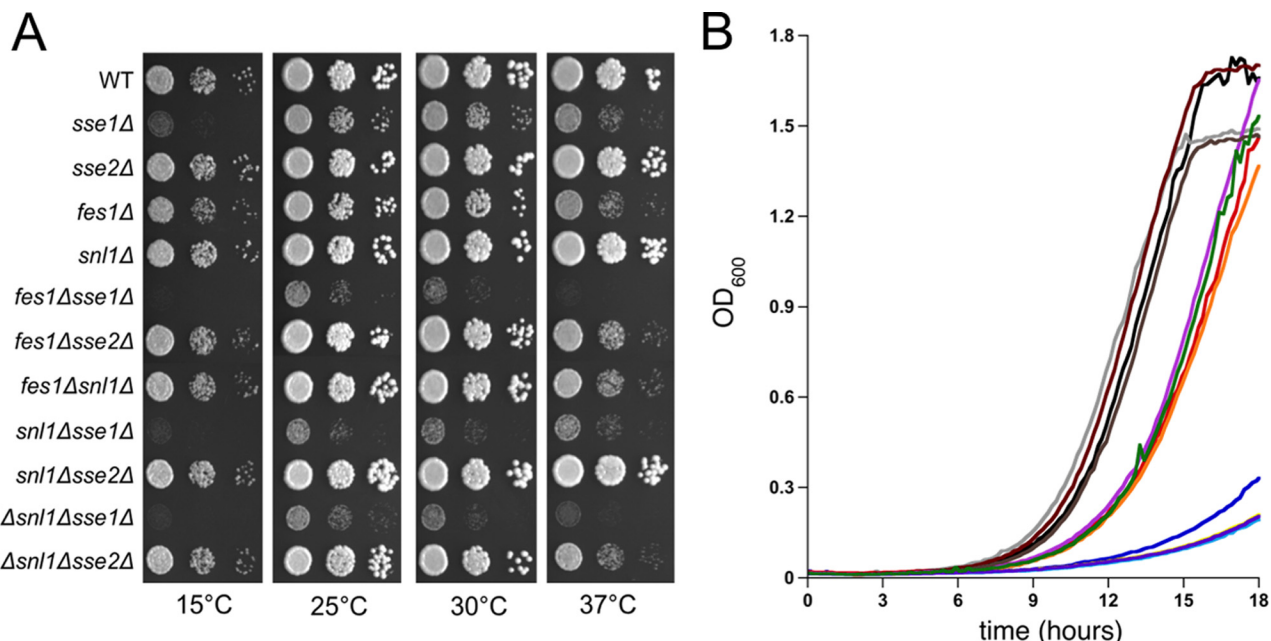 A
WT
sse1Δ
sse2Δ
fes1Δ
snl1Δ
fes1Δsse1Δ
fes1Δsse2Δ
fes1Δsnl1Δ
snl1Δsse1Δ
snl1Δsse2Δ
Δsnl1Δsse1Δ
Δsnl1Δsse2Δ
15°C 25°C 30°C 37°C
B
1.8
1.5
1.2
0.9
0.6
0.3
0
OD600
0 3 6 9 12 15 18
time (hours)